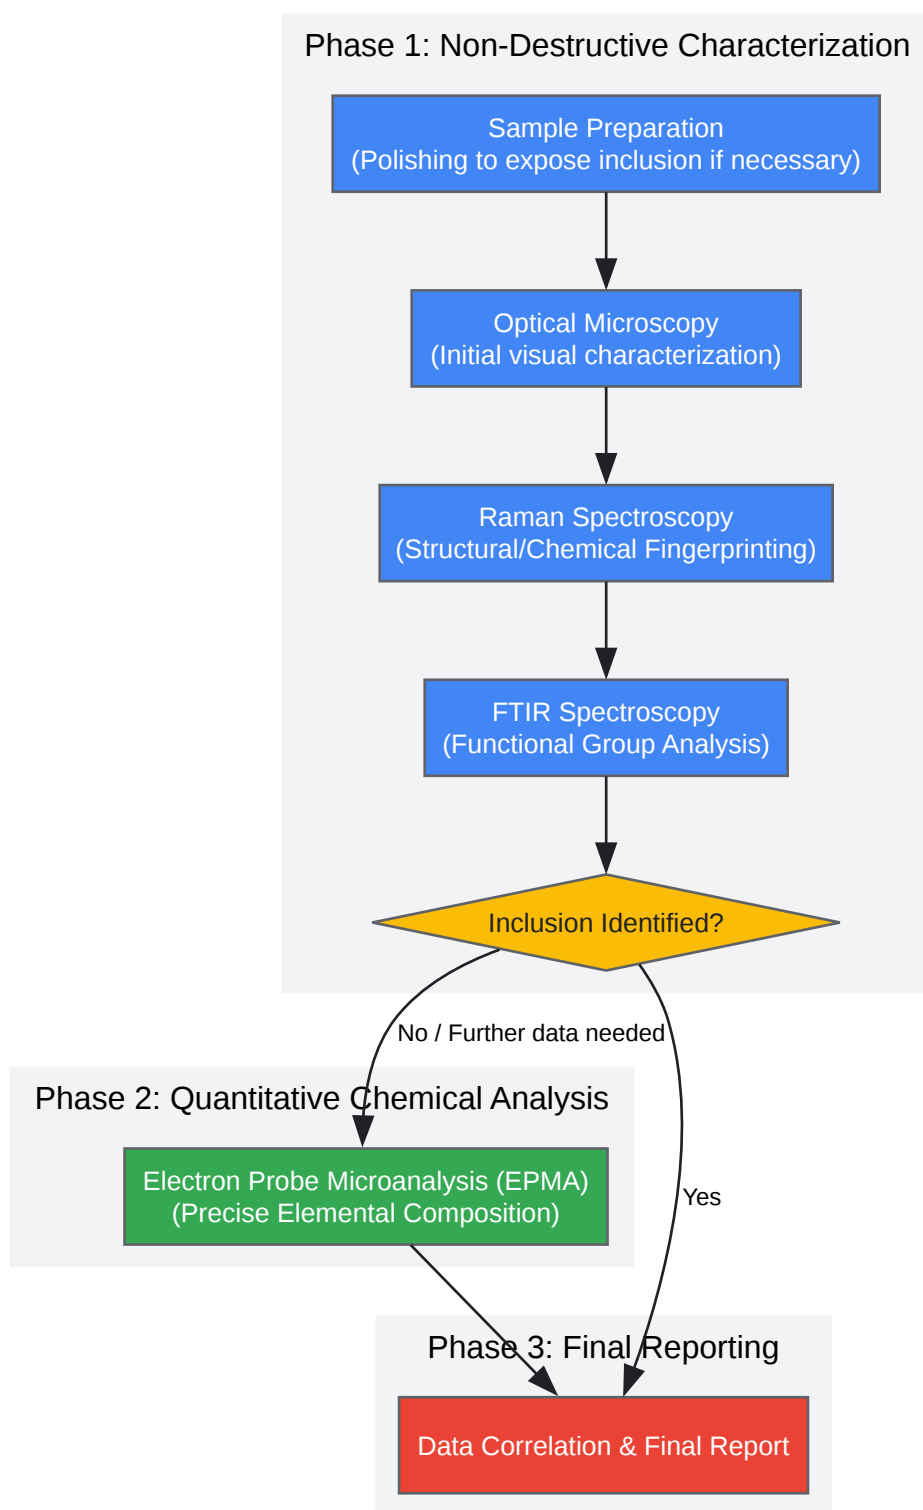 Phase 1: Non-Destructive Characterization
Sample Preparation
(Polishing to expose inclusion if necessary)
Optical Microscopy
(Initial visual characterization)
Raman Spectroscopy
(Structural/Chemical Fingerprinting)
FTIR Spectroscopy
(Functional Group Analysis)
Inclusion Identified?
No / Further data needed
Phase 2: Quantitative Chemical Analysis
Electron Probe Microanalysis (EPMA)
(Precise Elemental Composition)
Yes
Phase 3: Final Reporting
Data Correlation & Final Report